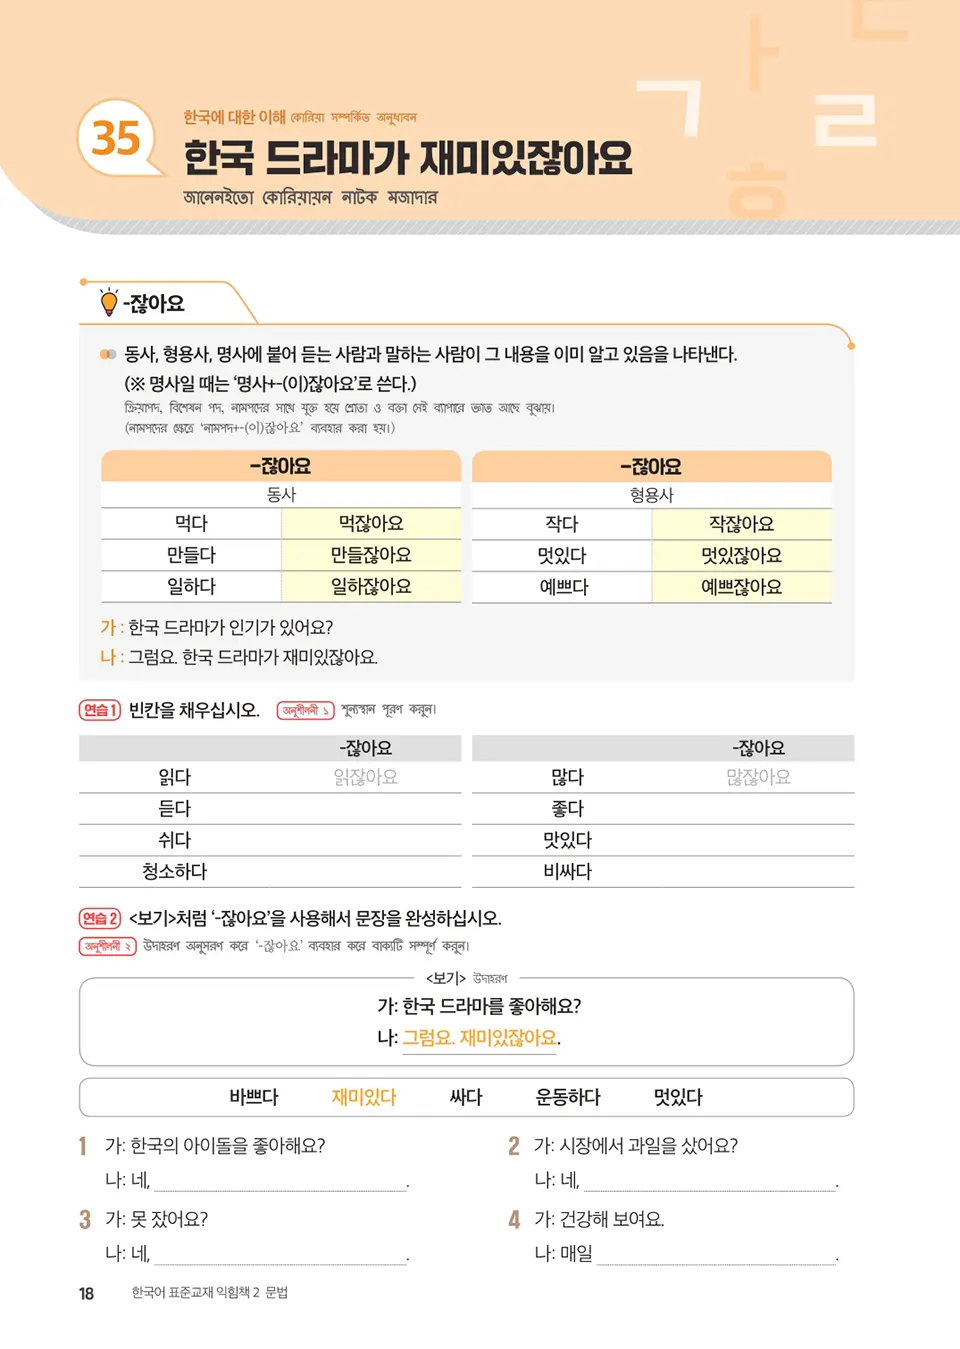 35
한국에 대한 이해 কোরিয়া সম্পর্কিত অনুধাবন
한국 드라마가 재미있잖아요
জানেনইতো কোরিয়ায়ন নাটক মজাদার
ㄱ ㅏ ㄴ ㄹ ㅎ
-잖아요
동사, 형용사, 명사에 붙어 듣는 사람과 말하는 사람이 그 내용을 이미 알고 있음을 나타낸다.
(※ 명사일 때는 ‘명사+-(이)잖아요’로 쓴다.)
ক্রিয়াপদ, বিশেষন পদ, নামপদের সাথে যুক্ত হয়ে শ্রোতা ও বক্তা সেই ব্যাপারে জ্ঞাত আছে বুঝায়।
(নামপদের ক্ষেত্রে ‘নামপদ+-(이)잖아요’ ব্যবহার করা হয়।)
-잖아요 -잖아요
동사 형용사
먹다 먹잖아요 작다 작잖아요
만들다 만들잖아요 멋있다 멋있잖아요
일하다 일하잖아요 예쁘다 예쁘잖아요
가 : 한국 드라마가 인기가 있어요?
나 : 그럼요. 한국 드라마가 재미있잖아요.
연습 1 빈칸을 채우십시오. অনুশীলনী ১ শূন্যস্থান পূরণ করুন।
-잖아요 -잖아요
읽다 읽잖아요 많다 많잖아요
듣다 좋다
쉬다 맛있다
청소하다 비싸다
연습 2 <보기>처럼 ‘-잖아요’을 사용해서 문장을 완성하십시오.
অনুশীলনী ২ উদাহরণ অনুসরণ করে ‘-잖아요’ ব্যবহার করে বাক্যটি সম্পূর্ণ করুন।
<보기> উদাহরণ
가: 한국 드라마를 좋아해요?
나: 그럼요. 재미있잖아요.
바쁘다 재미있다 싸다 운동하다 멋있다
1 가: 한국의 아이돌을 좋아해요? 2 가: 시장에서 과일을 샀어요?
나: 네, . 나: 네, .
3 가: 못 잤어요? 4 가: 건강해 보여요.
나: 네, . 나: 매일 .
18 한국어 표준교재 익힘책 2 문법